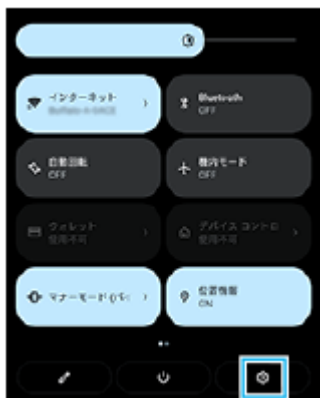 インターネット
Bluetooth
OFF
自動回転
OFF
機内モード
OFF
ウォレット
使用不可
デバイス コントロ
使用不可
マナーモード (バイ
位置情報
ON